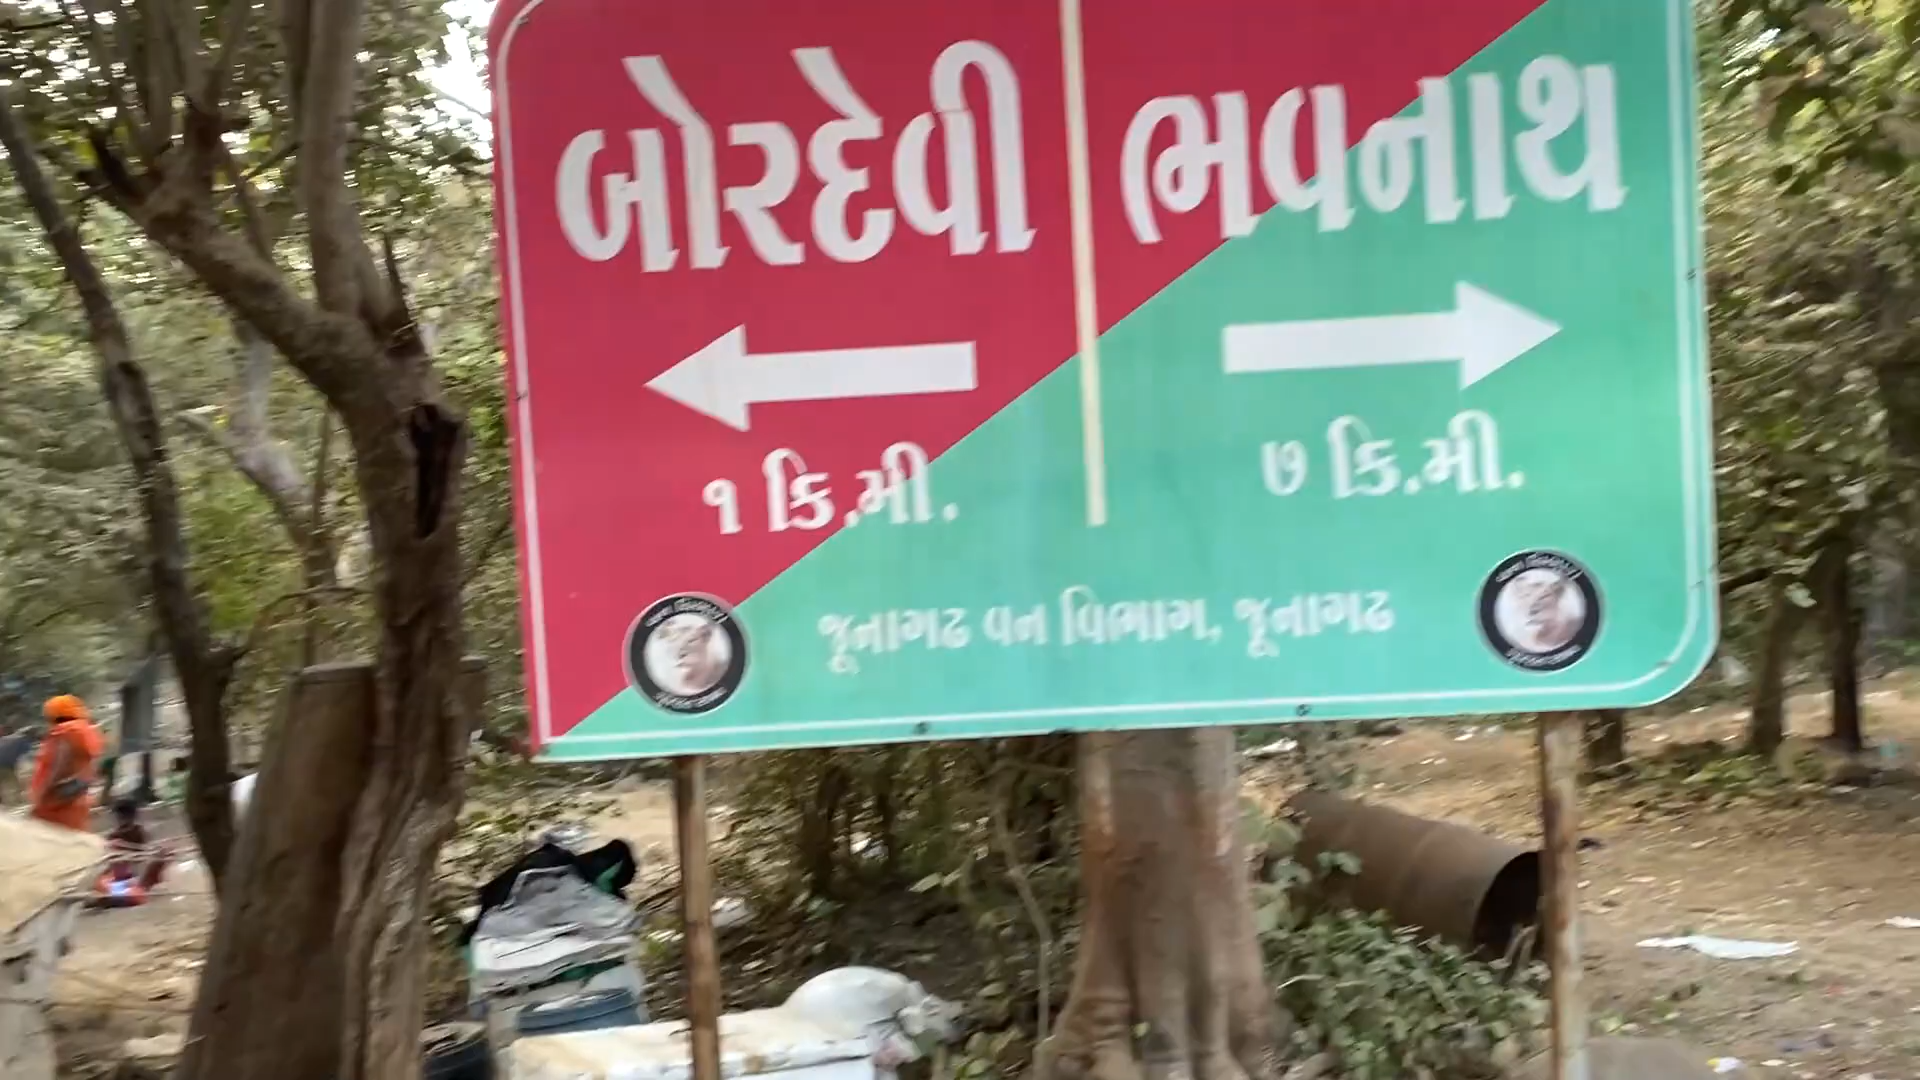 બોરદેવી
૧ કિ.મી.
ભવનાથ
૭ કિ.મી.
જૂનાગઢ વન વિભાગ, જૂનાગઢ